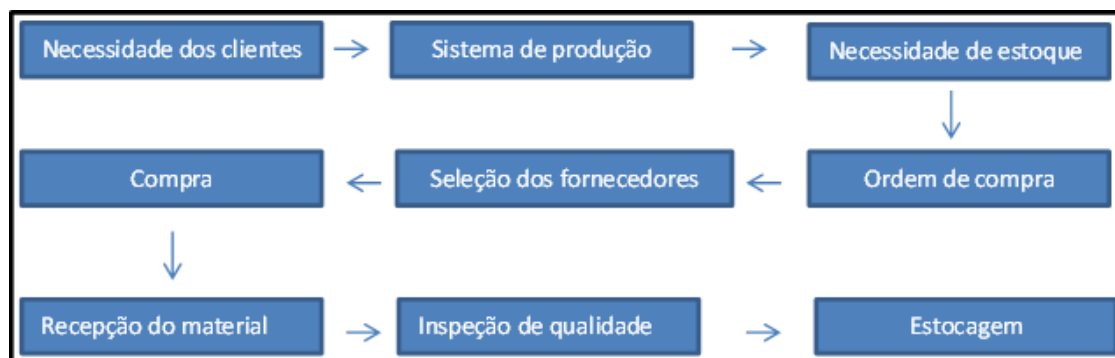 Necessidade dos clientes
Sistema de produção
Necessidade de estoque
Compra
Seleção dos fornecedores
Ordem de compra
Recepção do material
Inspeção de qualidade
Estocagem